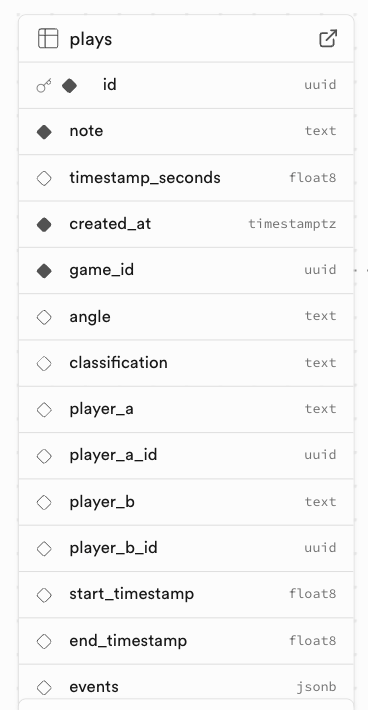 plays
id uuid
note text
timestamp_seconds float8
created_at timestamptz
game_id uuid
angle text
classification text
player_a text
player_a_id uuid
player_b text
player_b_id uuid
start_timestamp float8
end_timestamp float8
events jsonb